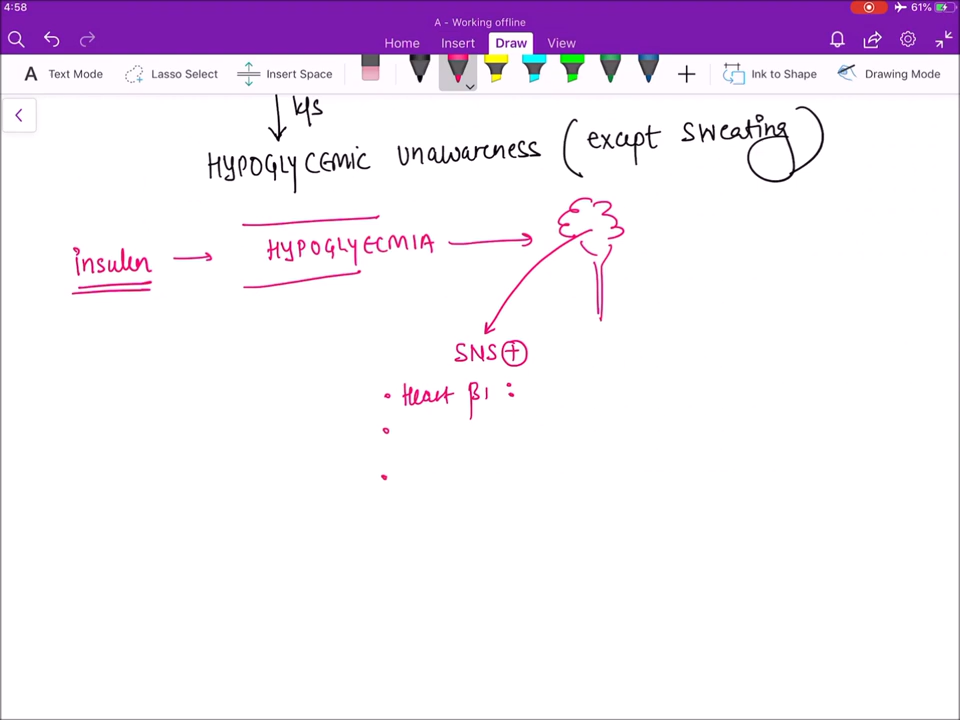 4:58
61%
A - Working offline
Home Insert Draw View
A Text Mode Lasso Select Insert Space Ink to Shape Drawing Mode
k/s
HYPOGLYCEMIC unawareness (except sweating)
insulin → HYPOGLYECMIA →
SNS +
• Heart β1 :
•
•